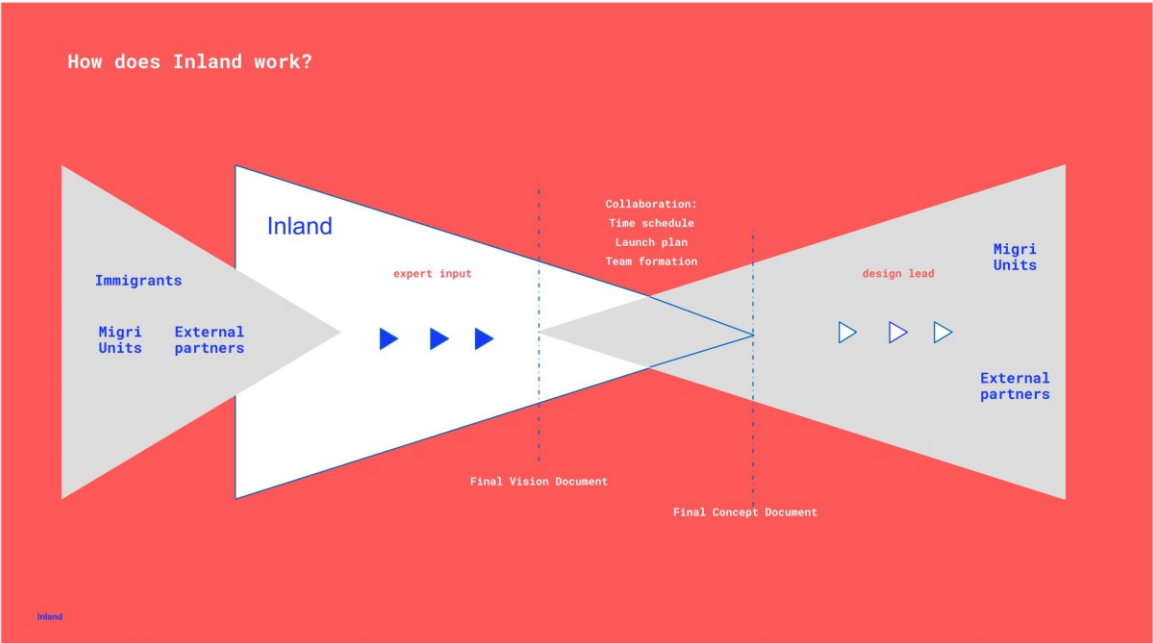 How does Inland work?
Inland
Immigrants
Migri
Units
External
partners
expert input
Collaboration:
Time schedule
Launch plan
Team formation
design lead
Migri
Units
External
partners
Final Vision Document
Final Concept Document
Inland